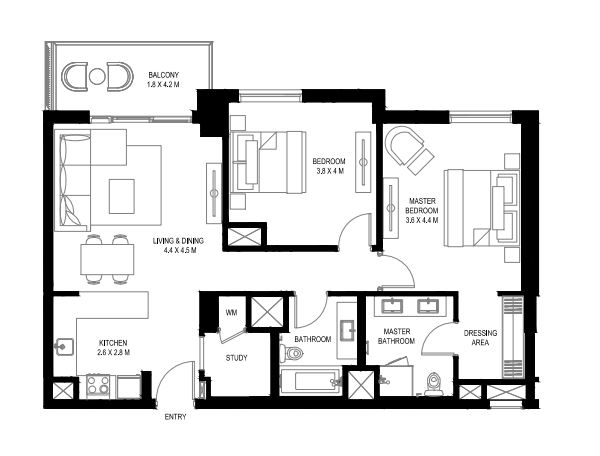 BALCONY
1.8 X 4.2 M
BEDROOM
3.8 X 4 M
MASTER
BEDROOM
3.6 X 4.4 M
LIVING & DINING
4.4 X 4.5 M
WM
KITCHEN
2.6 X 2.8 M
STUDY
BATHROOM
MASTER
BATHROOM
DRESSING
AREA
ENTRY